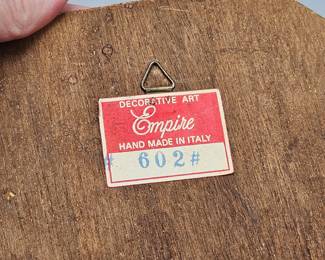 DECORATIVE ART
Empire
HAND MADE IN ITALY
# 602#